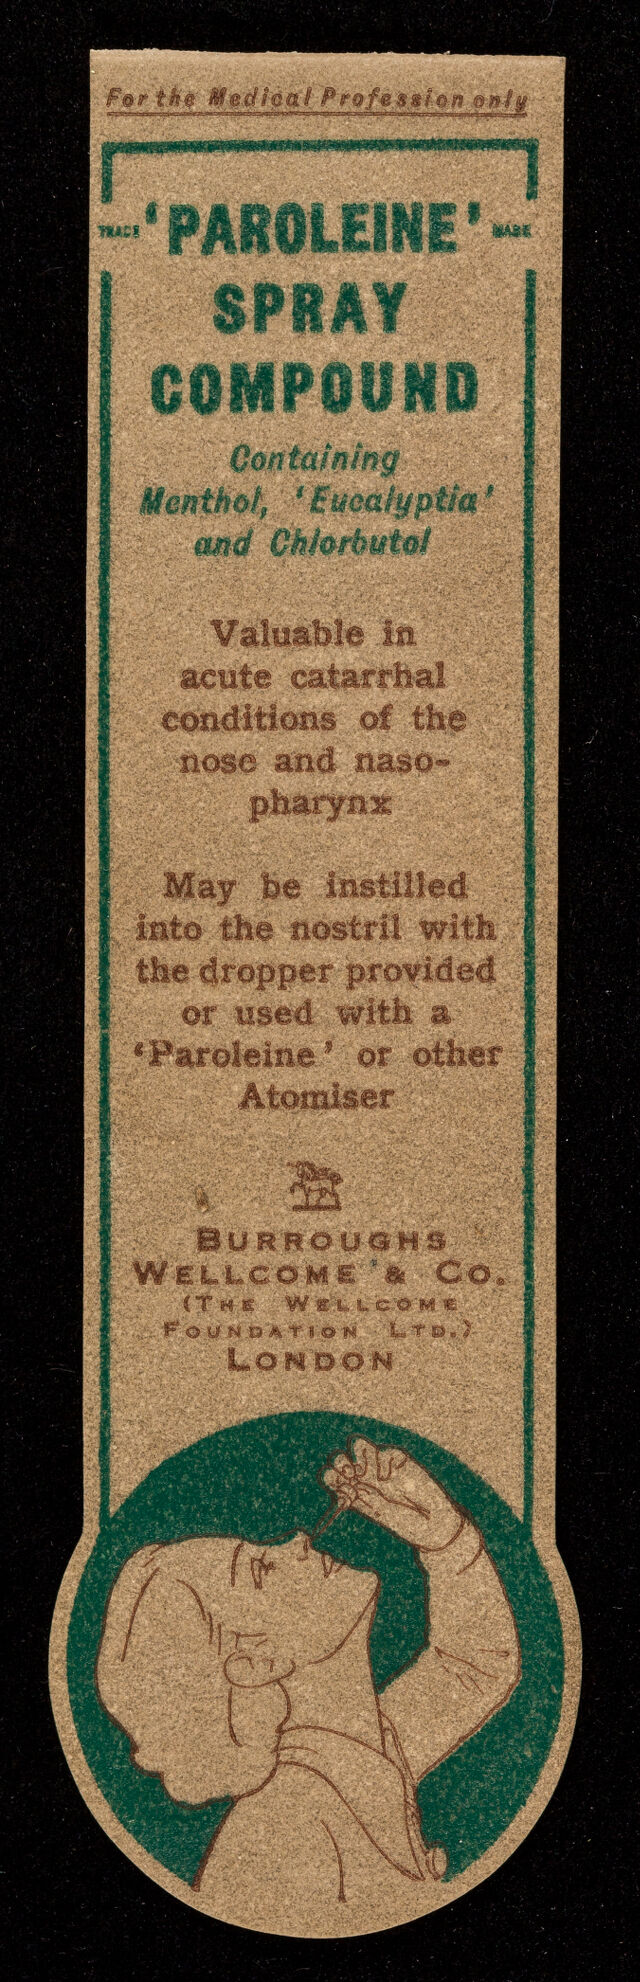 For the Medical Profession only
TRADE 'PAROLEINE' MARK
SPRAY
COMPOUND
Containing
Menthol, 'Eucalyptia'
and Chlorbutol
Valuable in
acute catarrhal
conditions of the
nose and naso-
pharynx
May be instilled
into the nostril with
the dropper provided
or used with a
'Paroleine' or other
Atomiser
BURROUGHS
WELLCOME & CO.
(THE WELLCOME
FOUNDATION LTD.)
LONDON